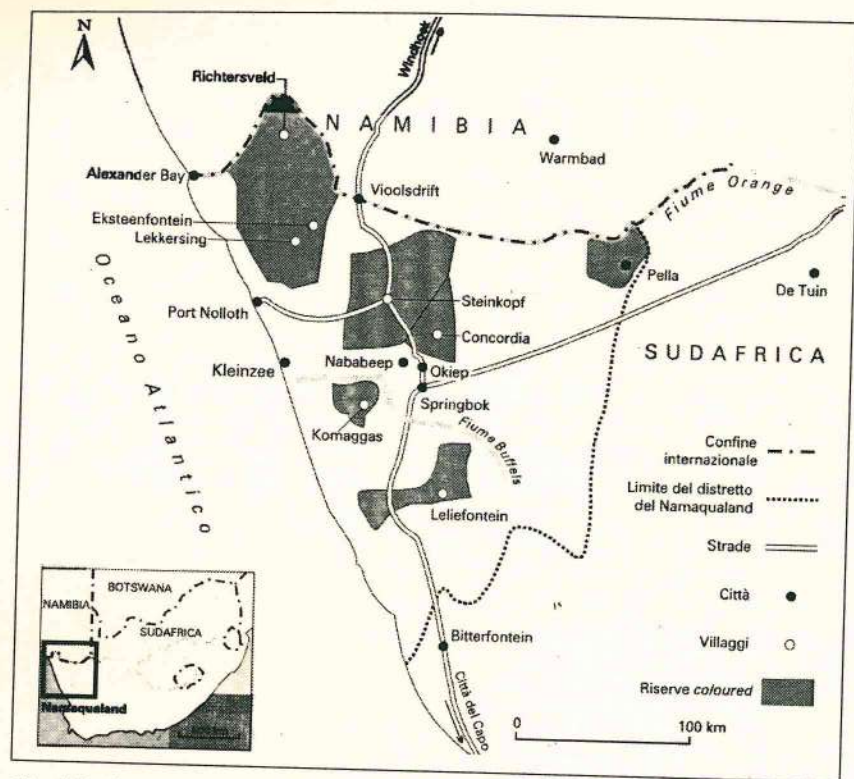 N
Windhoek
Richtersveld
NAMIBIA
Warmbad
Alexander Bay
Vioolsdrift
Fiume Orange
Eksteenfontein
Lekkersing
Pella
De Tuin
Oceano Atlantico
Port Nolloth
Steinkopf
Concordia
SUDAFRICA
Kleinzee
Nababeep
Okiep
Springbok
Komaggas
Fiume Buffels
Leliefontein
Confine
internazionale
Limite del distretto
del Namaqualand
Strade
Città
Villaggi
Riserve coloured
Bitterfontein
Città del Capo
0
100 km
BOTSWANA
NAMIBIA
SUDAFRICA
Namaqualand